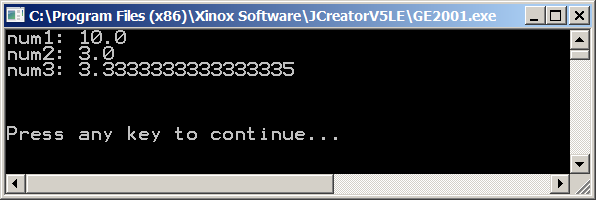 C:\Program Files (x86)\Xinox Software\JCreatorV5LE\GE2001.exe
num1: 10.0
num2: 3.0
num3: 3.3333333333333335
Press any key to continue...